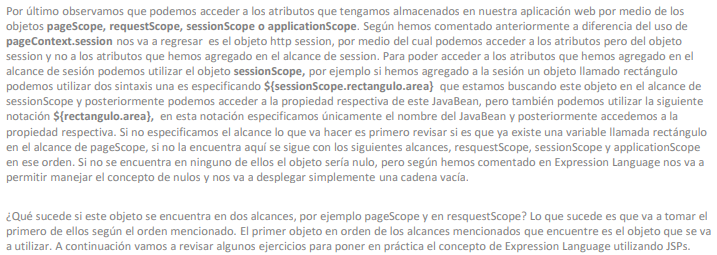 Por último observamos que podemos acceder a los atributos que tengamos almacenados en nuestra aplicación web por medio de los
objetos pageScope, requestScope, sessionScope o applicationScope. Según hemos comentado anteriormente a diferencia del uso de
pageContext.session nos va a regresar es el objeto http session, por medio del cual podemos acceder a los atributos pero del objeto
session y no a los atributos que hemos agregado en el alcance de session. Para poder acceder a los atributos que hemos agregado en el
alcance de sesión podemos utilizar el objeto sessionScope, por ejemplo si hemos agregado a la sesión un objeto llamado rectángulo
podemos utilizar dos sintaxis una es especificando ${sessionScope.rectangulo.area} que estamos buscando este objeto en el alcance de
sessionScope y posteriormente podemos acceder a la propiedad respectiva de este JavaBean, pero también podemos utilizar la siguiente
notación ${rectangulo.area}, en esta notación especificamos únicamente el nombre del JavaBean y posteriormente accedemos a la
propiedad respectiva. Si no especificamos el alcance lo que va hacer es primero revisar si es que ya existe una variable llamada rectángulo
en el alcance de pageScope, si no la encuentra aquí se sigue con los siguientes alcances, resquestScope, sessionScope y applicationScope
en ese orden. Si no se encuentra en ninguno de ellos el objeto sería nulo, pero según hemos comentado en Expression Language nos va a
permitir manejar el concepto de nulos y nos va a desplegar simplemente una cadena vacía.
¿Qué sucede si este objeto se encuentra en dos alcances, por ejemplo pageScope y en resquestScope? Lo que sucede es que va a tomar el
primero de ellos según el orden mencionado. El primer objeto en orden de los alcances mencionados que encuentre es el objeto que se va
a utilizar. A continuación vamos a revisar algunos ejercicios para poner en práctica el concepto de Expression Language utilizando JSPs.